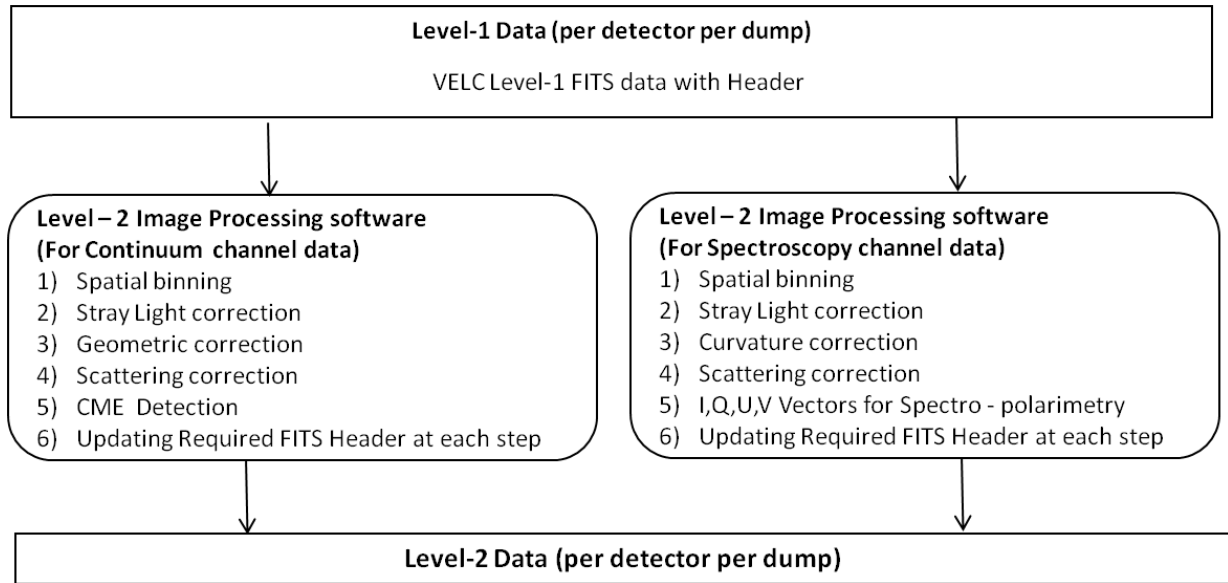 Level-1 Data (per detector per dump)
VELC Level-1 FITS data with Header
Level – 2 Image Processing software
(For Continuum channel data)
1) Spatial binning
2) Stray Light correction
3) Geometric correction
4) Scattering correction
5) CME Detection
6) Updating Required FITS Header at each step
Level – 2 Image Processing software
(For Spectroscopy channel data)
1) Spatial binning
2) Stray Light correction
3) Curvature correction
4) Scattering correction
5) I,Q,U,V Vectors for Spectro - polarimetry
6) Updating Required FITS Header at each step
Level-2 Data (per detector per dump)